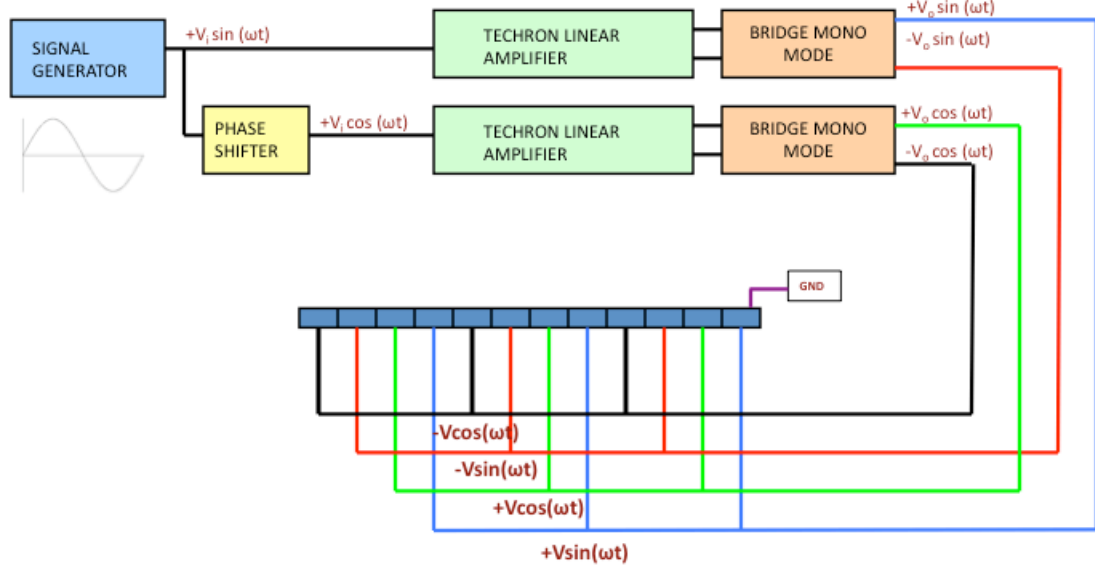 SIGNAL
GENERATOR
+Vᵢ sin (ωt)
TECHRON LINEAR
AMPLIFIER
BRIDGE MONO
MODE
+Vₒ sin (ωt)
-Vₒ sin (ωt)
PHASE
SHIFTER
+Vᵢ cos (ωt)
TECHRON LINEAR
AMPLIFIER
BRIDGE MONO
MODE
+Vₒ cos (ωt)
-Vₒ cos (ωt)
GND
-Vcos(ωt)
-Vsin(ωt)
+Vcos(ωt)
+Vsin(ωt)